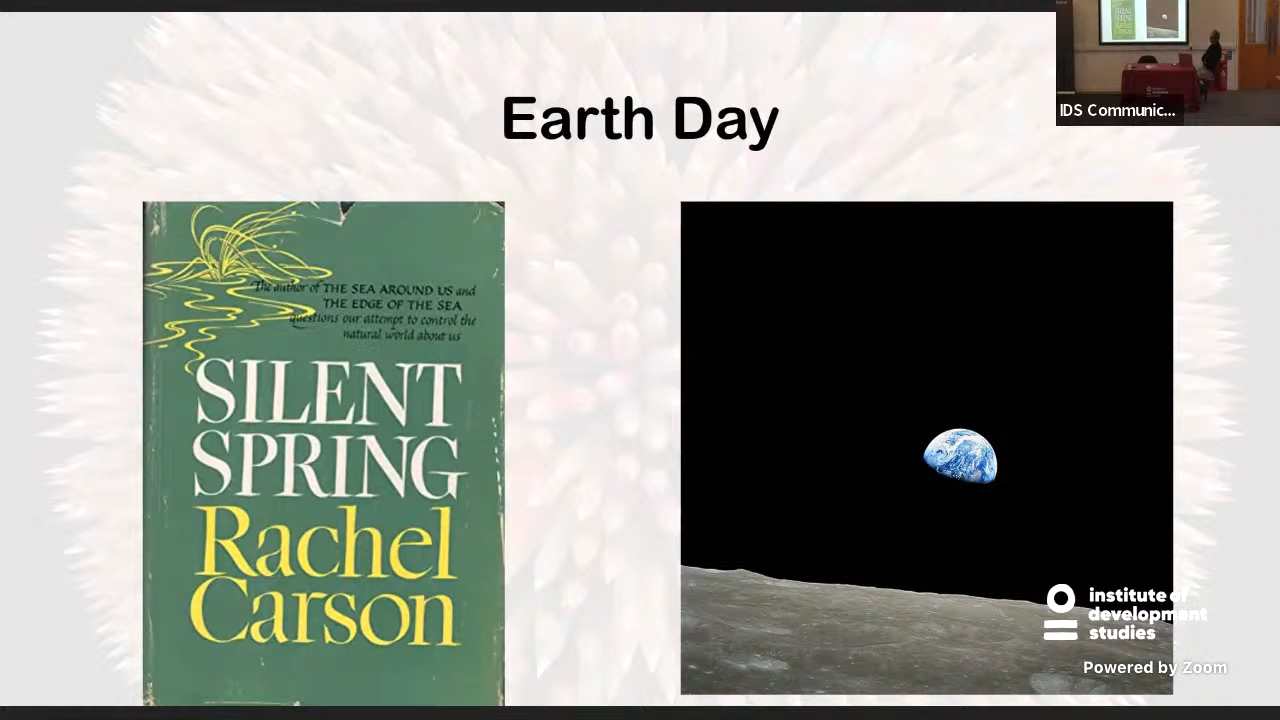 Earth Day
The author of THE SEA AROUND US and
THE EDGE OF THE SEA
questions our attempt to control the
natural world about us
SILENT
SPRING
Rachel
Carson
SILENT
SPRING
IDS Communic...
institute of
development
studies
Powered by Zoom